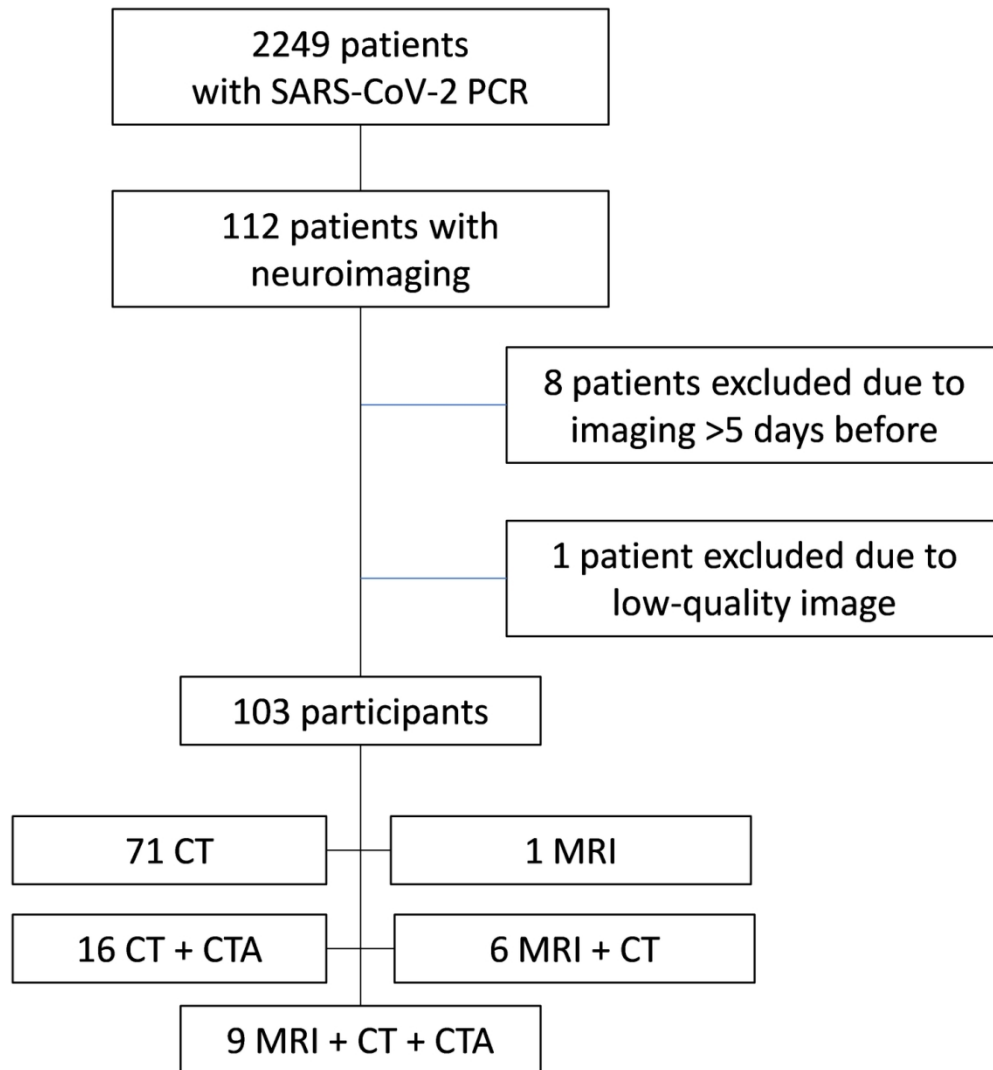 2249 patients
with SARS-CoV-2 PCR
112 patients with
neuroimaging
8 patients excluded due to
imaging >5 days before
1 patient excluded due to
low-quality image
103 participants
71 CT
1 MRI
16 CT + CTA
6 MRI + CT
9 MRI + CT + CTA